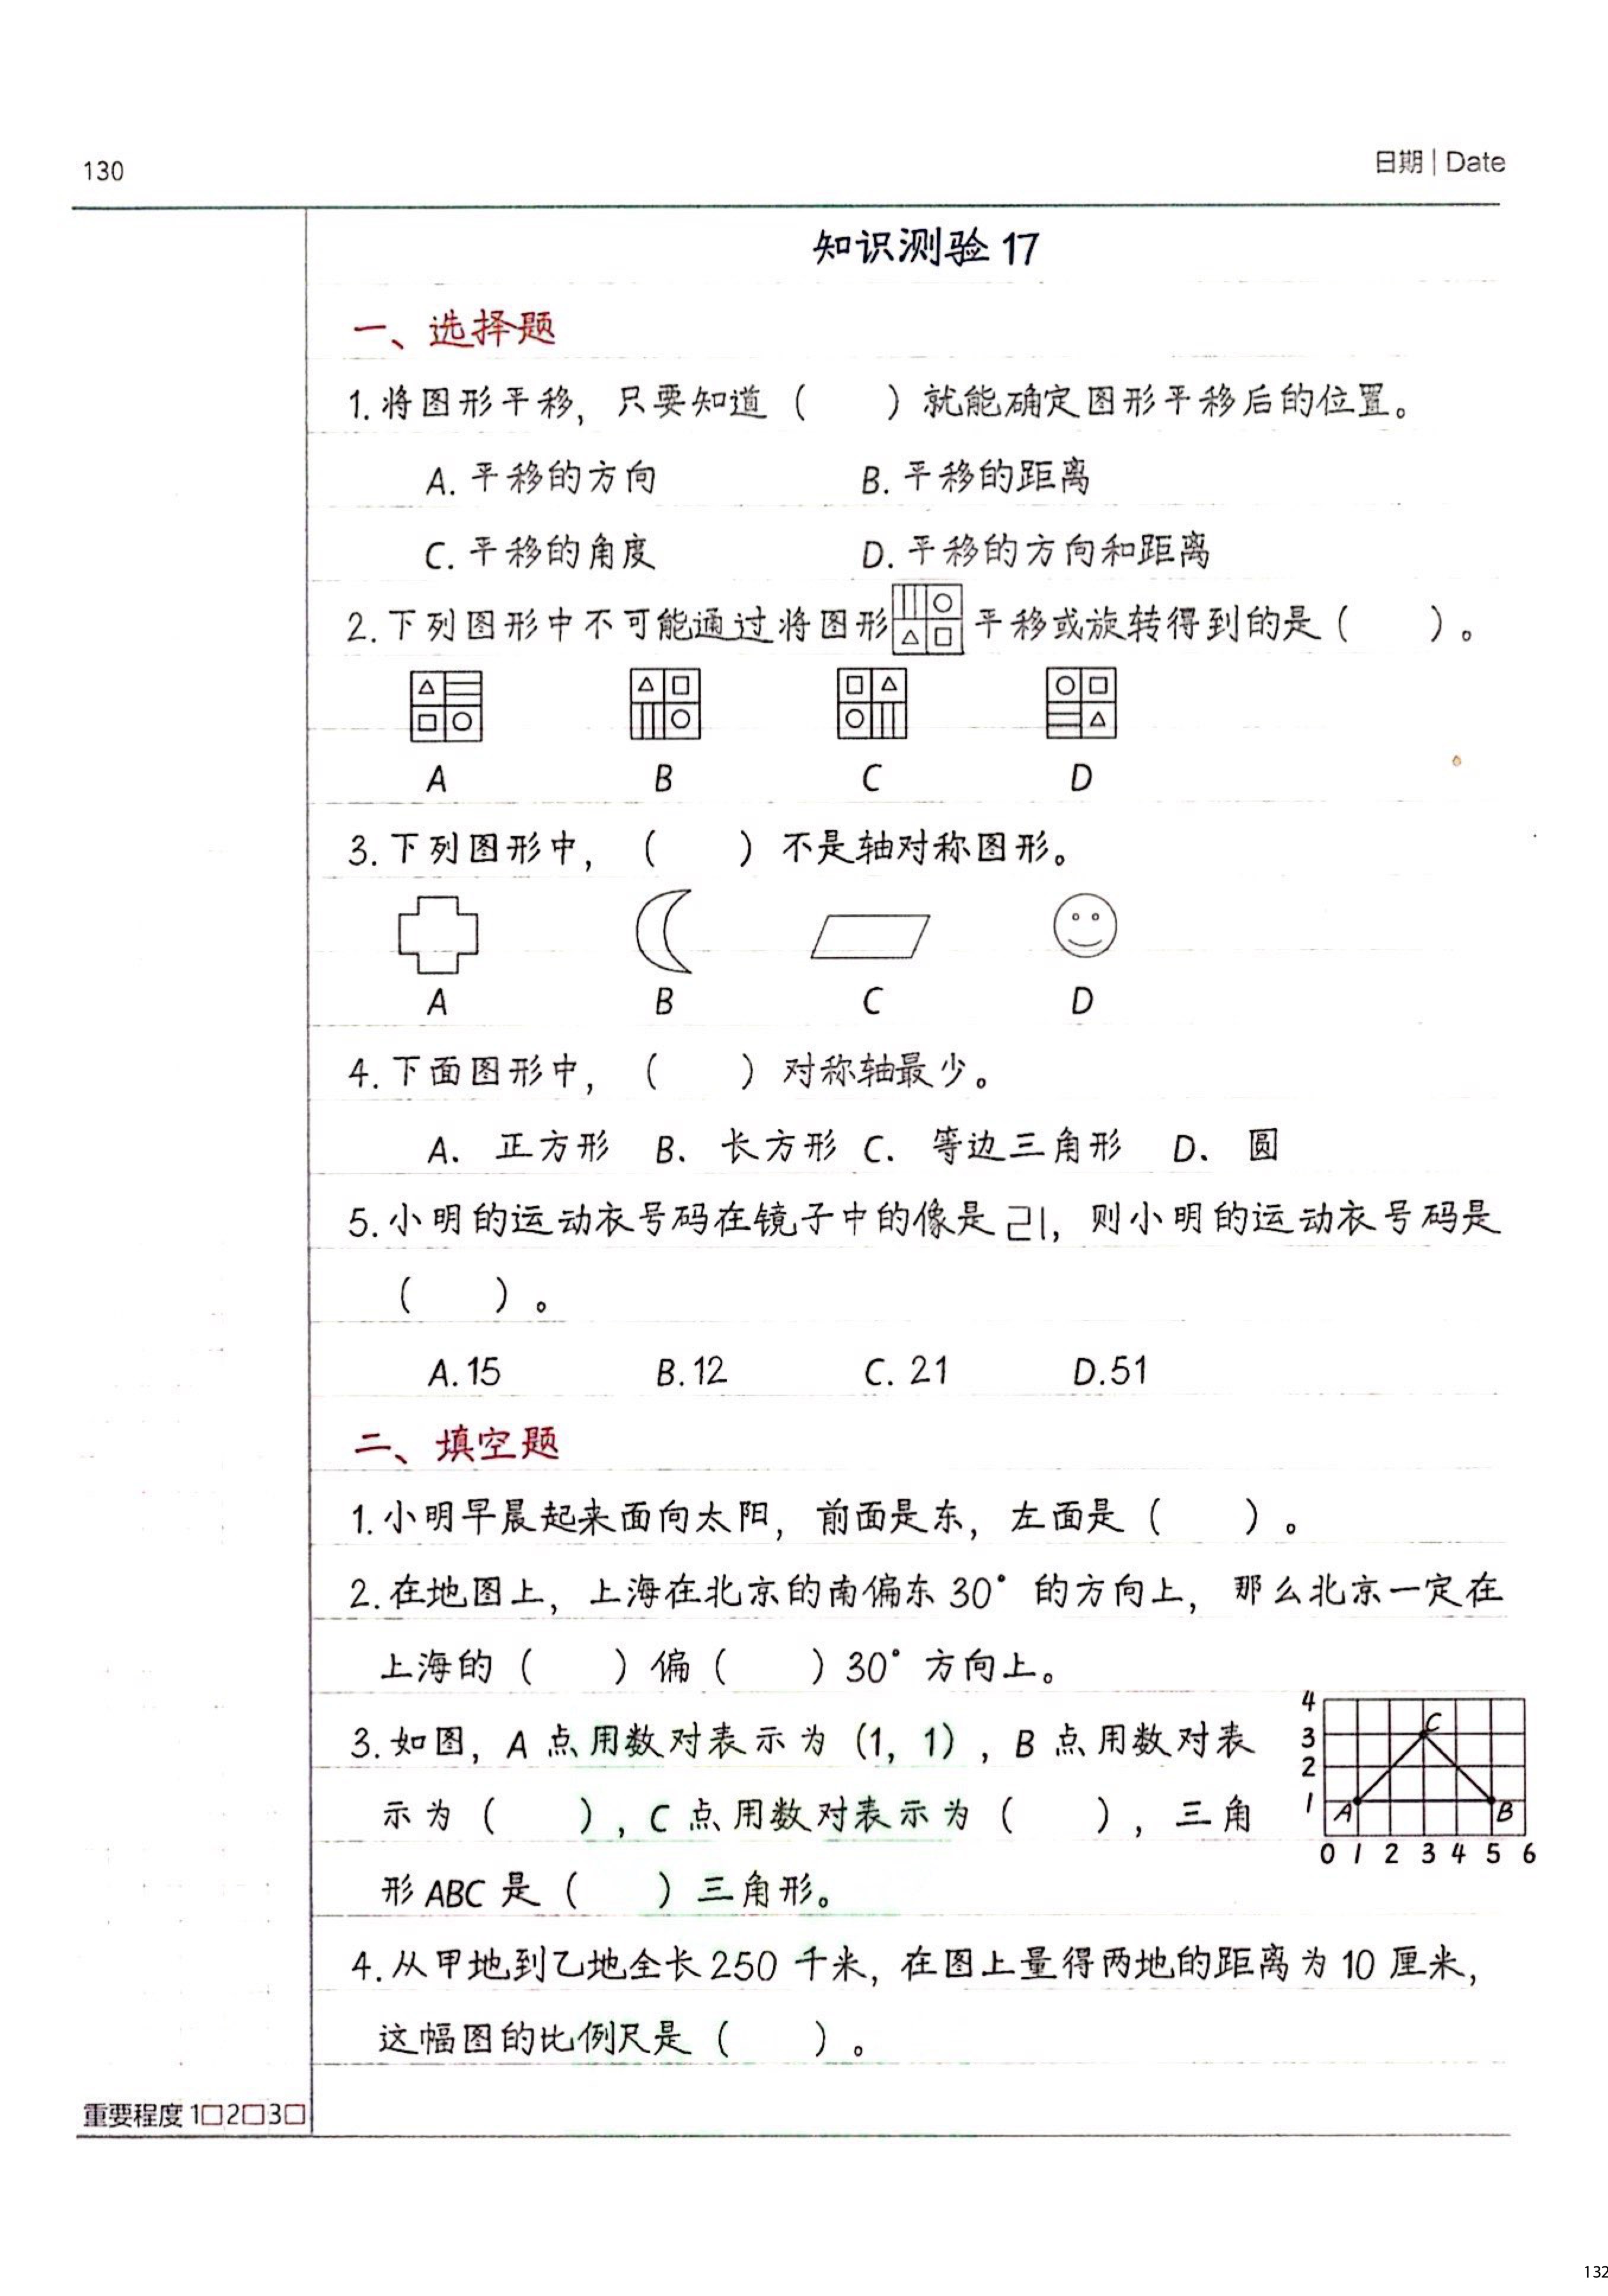 130
日期 | Date
知识测验 17
一、选择题
1. 将图形平移，只要知道（ ）就能确定图形平移后的位置。
A. 平移的方向 B. 平移的距离
C. 平移的角度 D. 平移的方向和距离
2. 下列图形中不可能通过将图形 平移或旋转得到的是（ ）。
A B C D
3. 下列图形中，（ ）不是轴对称图形。
A B C D
4. 下面图形中，（ ）对称轴最少。
A. 正方形 B. 长方形 C. 等边三角形 D. 圆
5. 小明的运动衣号码在镜子中的像是 21，则小明的运动衣号码是
（ ）。
A. 15 B. 12 C. 21 D. 51
二、填空题
1. 小明早晨起来面向太阳，前面是东，左面是（ ）。
2. 在地图上，上海在北京的南偏东 30° 的方向上，那么北京一定在
上海的（ ）偏（ ）30° 方向上。
3. 如图，A 点用数对表示为（1，1），B 点用数对表
示为（ ），C 点用数对表示为（ ），三角
形 ABC 是（ ）三角形。
4
3
2
1
C
A
B
0 1 2 3 4 5 6
4. 从甲地到乙地全长 250 千米，在图上量得两地的距离为 10 厘米，
这幅图的比例尺是（ ）。
重要程度 1□2□3□
132